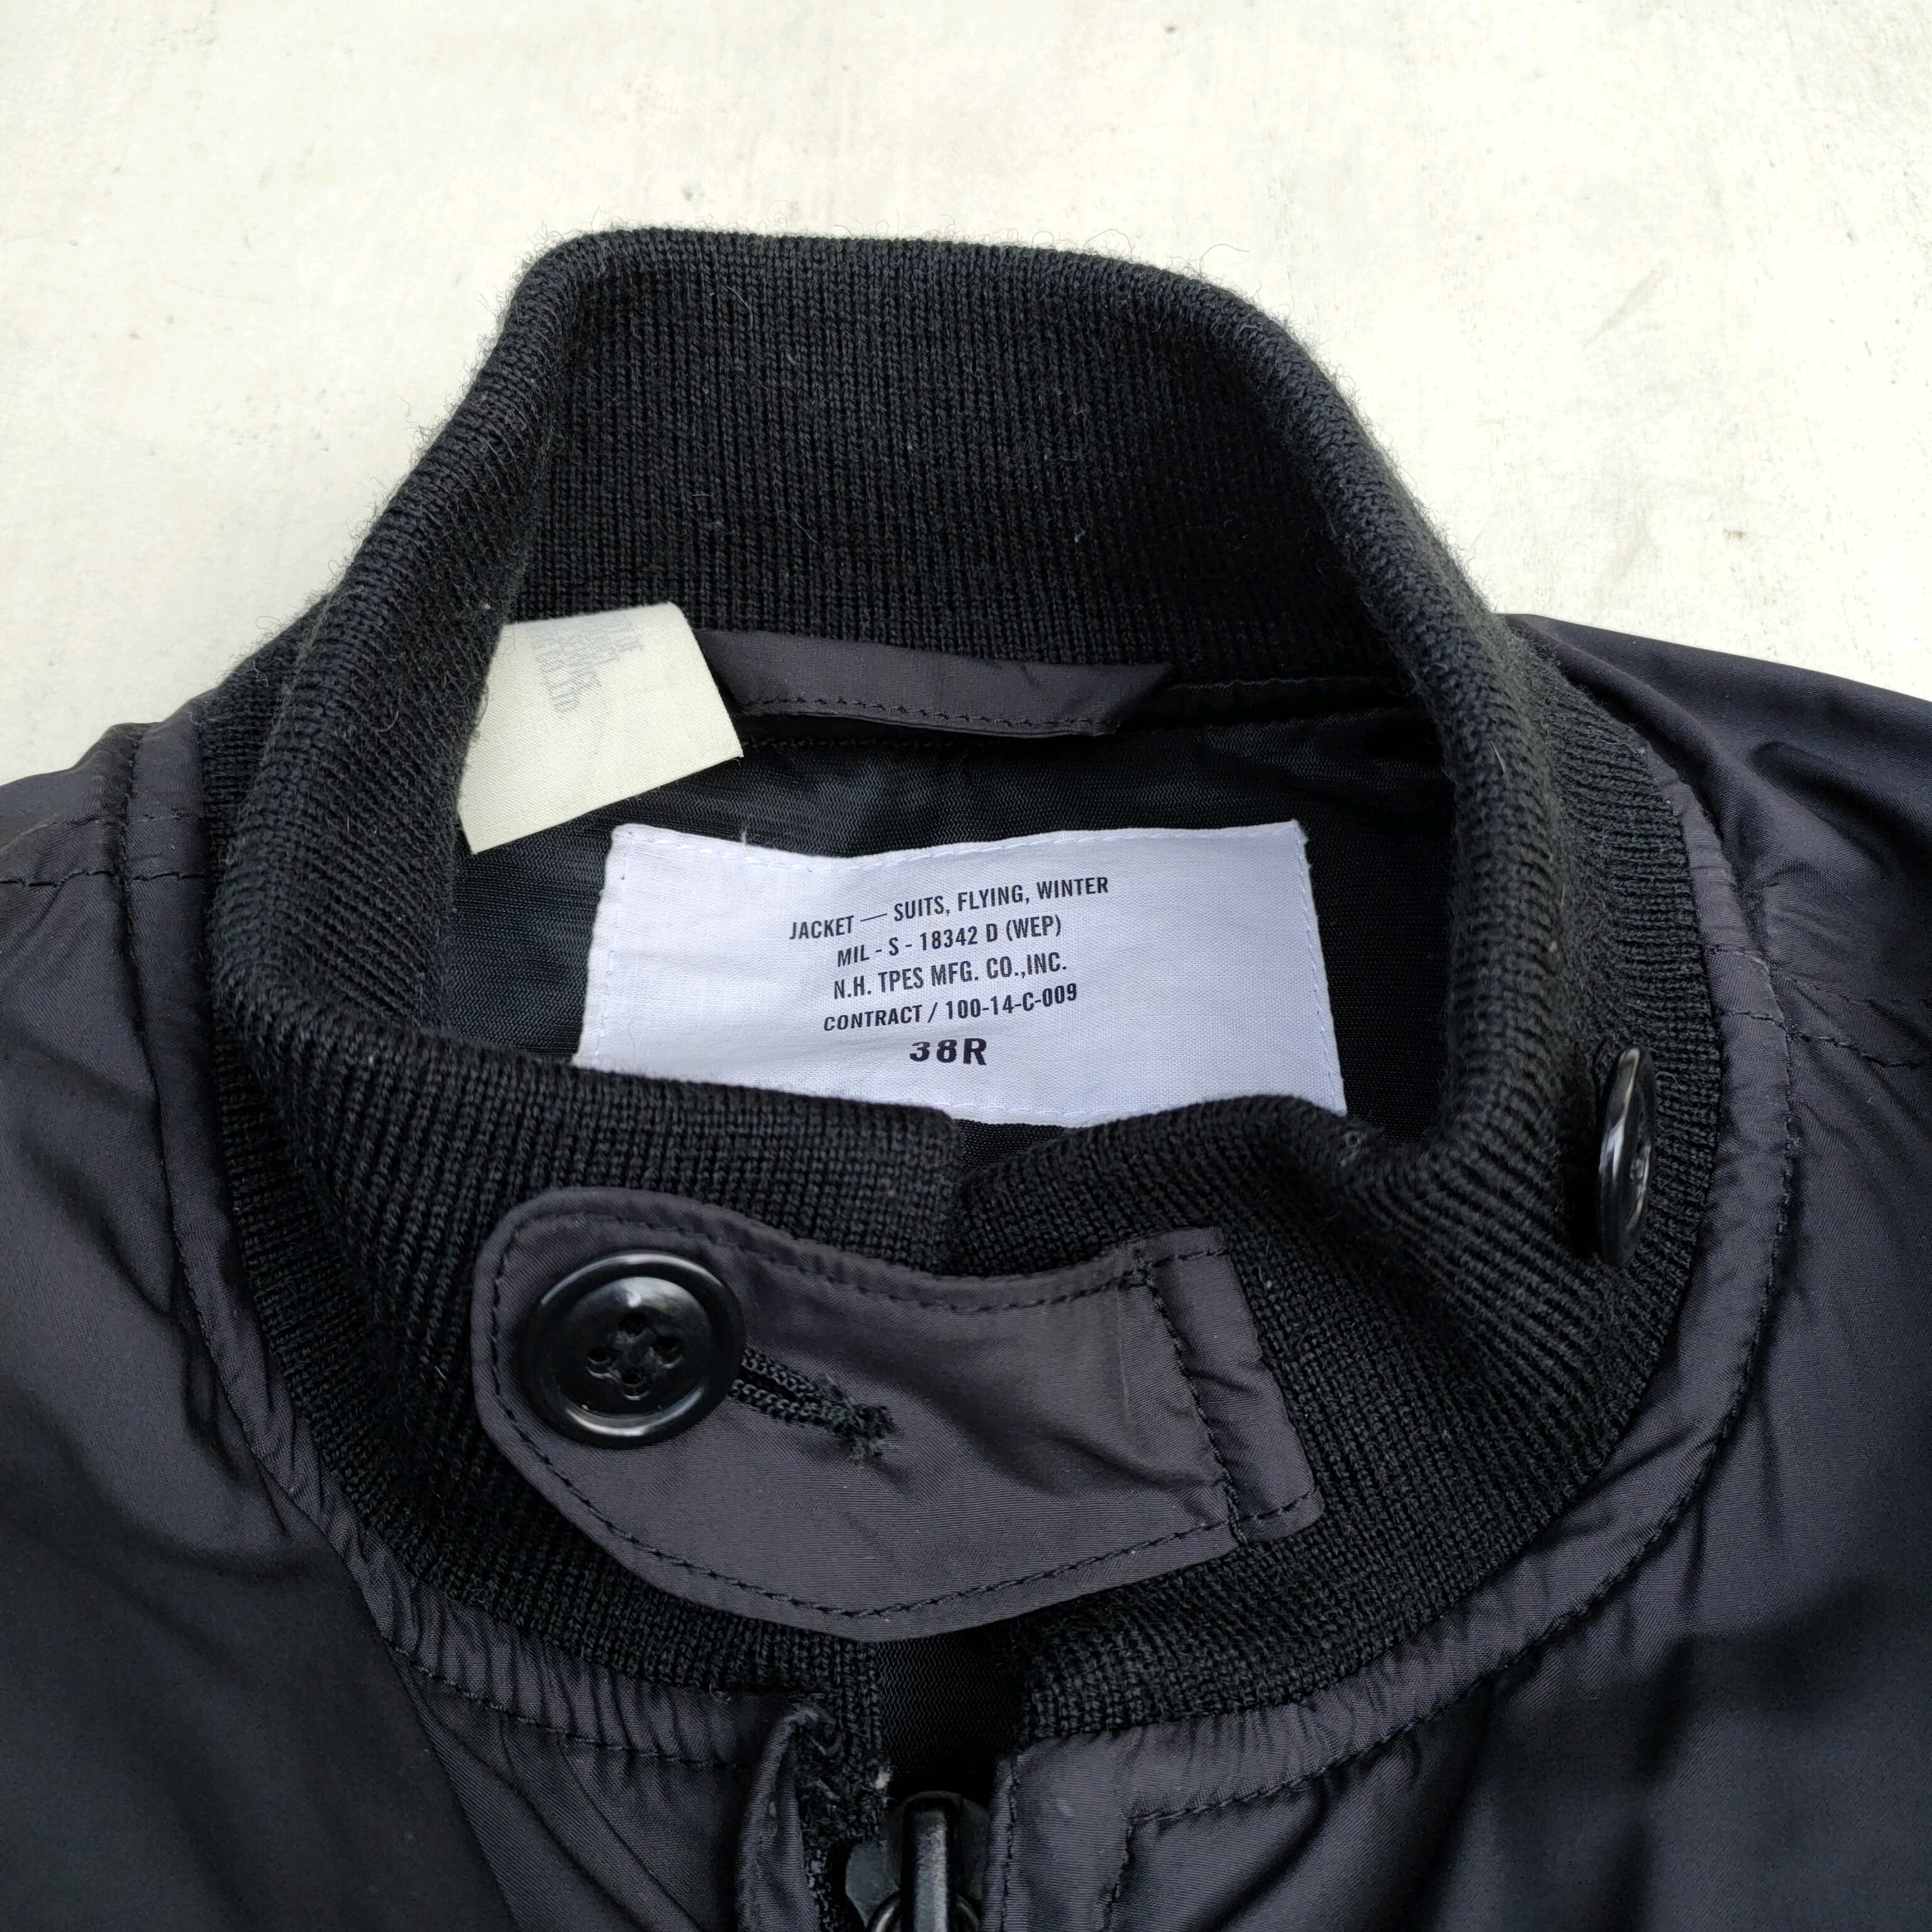 JACKET — SUITS, FLYING, WINTER
MIL - S - 18342 D (WEP)
N.H. TPES MFG. CO.,INC.
CONTRACT / 100-14-C-009
38R